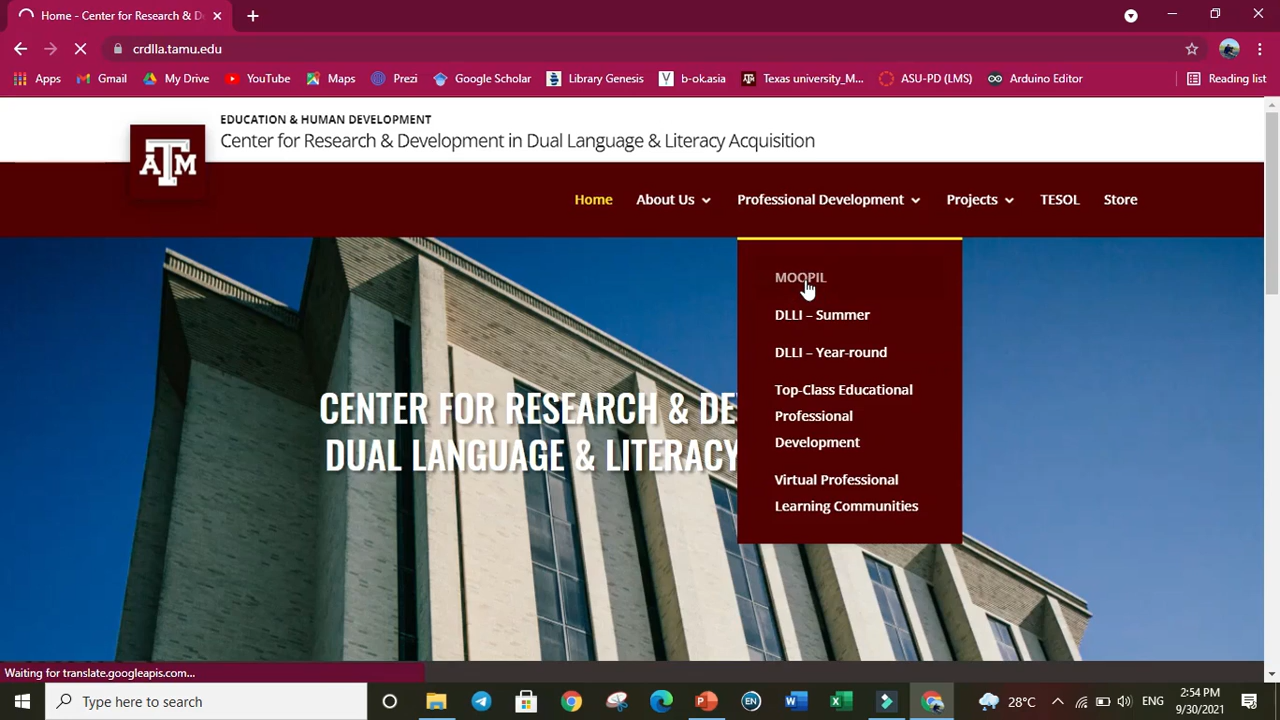 Home - Center for Research & D
crdlla.tamu.edu
Apps
Gmail
My Drive
YouTube
Maps
Prezi
Google Scholar
Library Genesis
b-ok.asia
Texas university_M...
ASU-PD (LMS)
Arduino Editor
Reading list
EDUCATION & HUMAN DEVELOPMENT
Center for Research & Development in Dual Language & Literacy Acquisition
ATM
Home
About Us
Professional Development
Projects
TESOL
Store
MOOPIL
DLLI – Summer
DLLI – Year-round
Top-Class Educational
Professional
Development
Virtual Professional
Learning Communities
CENTER FOR RESEARCH & DE
DUAL LANGUAGE & LITERACY
Waiting for translate.googleapis.com...
Type here to search
EN
28°C
ENG
2:54 PM
9/30/2021